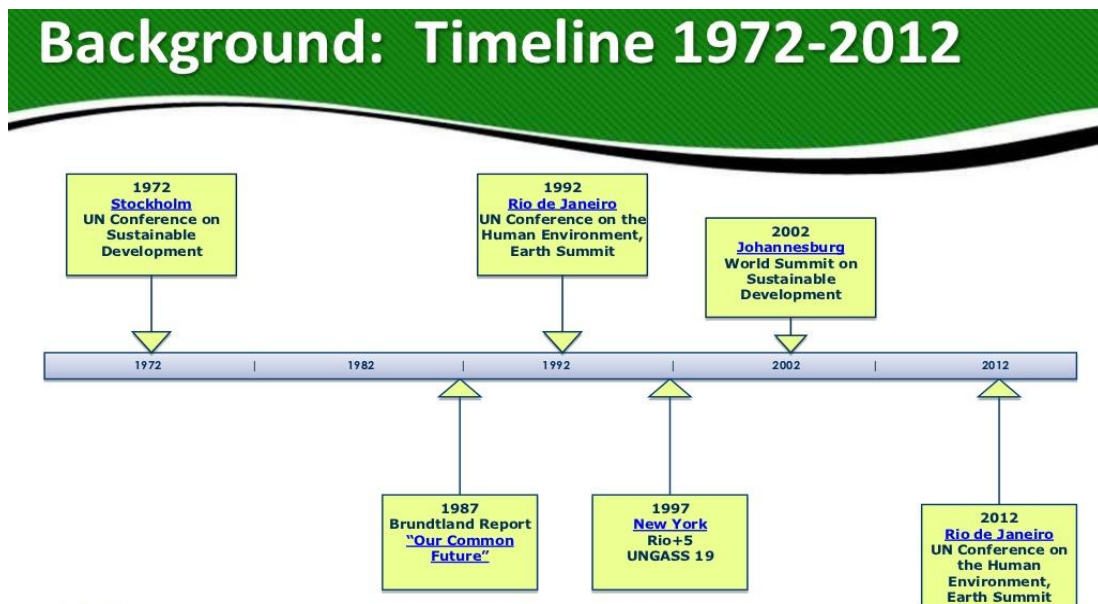 Background: Timeline 1972-2012
1972
Stockholm
UN Conference on
Sustainable
Development
1992
Rio de Janeiro
UN Conference on the
Human Environment,
Earth Summit
2002
Johannesburg
World Summit on
Sustainable
Development
1972 | 1982 | 1992 | 2002 | 2012
1987
Brundtland Report
“Our Common
Future”
1997
New York
Rio+5
UNGASS 19
2012
Rio de Janeiro
UN Conference on
the Human
Environment,
Earth Summit